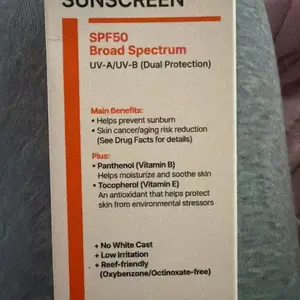 SUNSCREEN
SPF50
Broad Spectrum
UV-A/UV-B (Dual Protection)
Main Benefits:
• Helps prevent sunburn
• Skin cancer/aging risk reduction
(See Drug Facts for details)
Plus:
• Panthenol (Vitamin B)
Helps moisturize and soothe skin
• Tocopherol (Vitamin E)
An antioxidant that helps protect
skin from environmental stressors
+ No White Cast
+ Low Irritation
+ Reef-friendly
(Oxybenzone/Octinoxate-free)